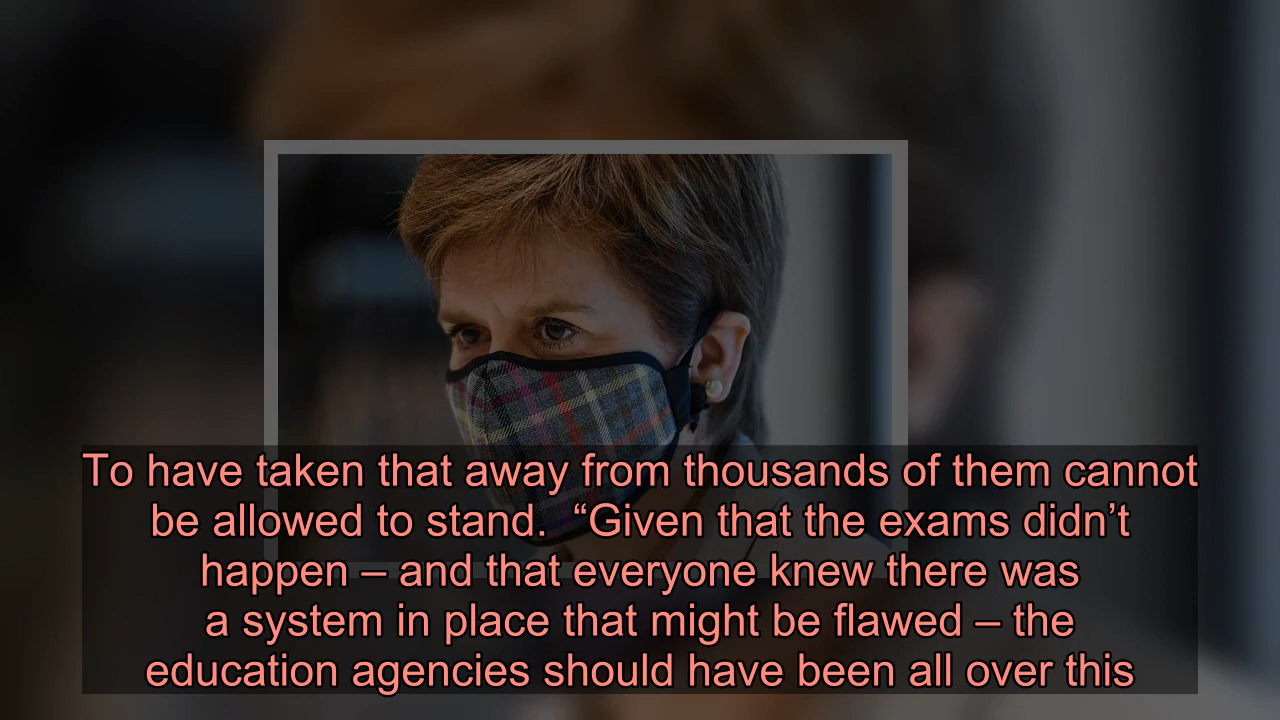 To have taken that away from thousands of them cannot
be allowed to stand.  “Given that the exams didn’t
happen – and that everyone knew there was
a system in place that might be flawed – the
education agencies should have been all over this